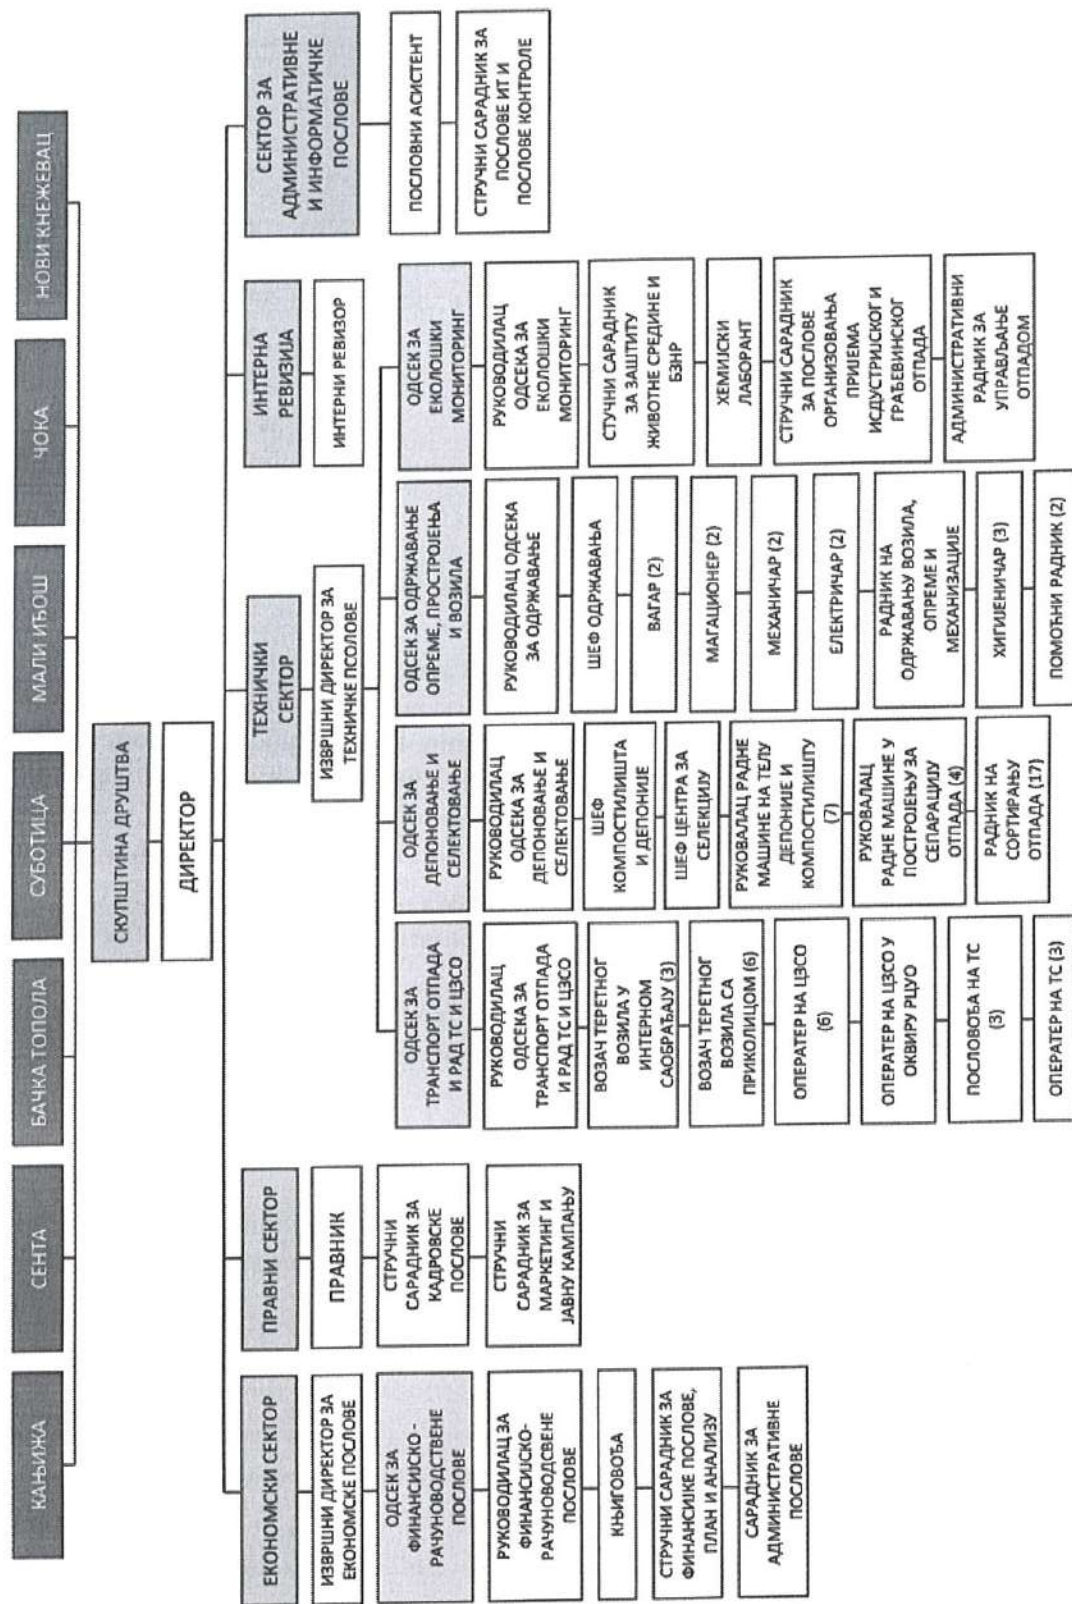 КАЊИЖА
СЕНТА
БАЧКА ТОПОЛА
СУБОТИЦА
МАЛИ ИЂОШ
ЧОКА
НОВИ КНЕЖЕВАЦ
СКУПШТИНА ДРУШТВА
ДИРЕКТОР
ЕКОНОМСКИ СЕКТОР
ИЗВРШНИ ДИРЕКТОР ЗА
ЕКОНОМСКЕ ПОСЛОВЕ
ОДСЕК ЗА
ФИНАНСИЈСКО -
РАЧУНОВОДСТВЕНЕ
ПОСЛОВЕ
РУКОВОДИЛАЦ ЗА
ФИНАНСИЈСКО-
РАЧУНОВОДСВЕНЕ
ПОСЛОВЕ
КЊИГОВОЂА
СТРУЧНИ САРАДНИК ЗА
ФИНАНСИЈКЕ ПОСЛОВЕ,
ПЛАН И АНАЛИЗУ
САРАДНИК ЗА
АДМИНИСТРАТИВНЕ
ПОСЛОВЕ
ПРАВНИ СЕКТОР
ПРАВНИК
СТРУЧНИ
САРАДНИК ЗА
КАДРОВСКЕ
ПОСЛОВЕ
СТРУЧНИ
САРАДНИК ЗА
МАРКЕТИНГ И
ЈАВНУ КАМПАЊУ
ТЕХНИЧКИ
СЕКТОР
ИЗВРШНИ ДИРЕКТОР ЗА
ТЕХНИЧКЕ ПСОЛОВЕ
ОДСЕК ЗА
ТРАНСПОРТ ОТПАДА
И РАД ТС И ЦЗСО
РУКОВОДИЛАЦ
ОДСЕКА ЗА
ТРАНСПОРТ ОТПАДА
И РАД ТС И ЦЗСО
ВОЗАЧ ТЕРЕТНОГ
ВОЗИЛА У
ИНТЕРНОМ
САОБРАЋАЈУ (3)
ВОЗАЧ ТЕРЕТНОГ
ВОЗИЛА СА
ПРИКОЛИЦОМ (6)
ОПЕРАТЕР НА ЦЗСО
(6)
ОПЕРАТЕР НА ЦЗСО У
ОКВИРУ РЦУО
ПОСЛОВОЂА НА ТС
(3)
ОПЕРАТЕР НА ТС (3)
ОДСЕК ЗА
ДЕПОНОВАЊЕ И
СЕЛЕКТОВАЊЕ
РУКОВОДИЛАЦ
ОДСЕКА ЗА
ДЕПОНОВАЊЕ И
СЕЛЕКТОВАЊЕ
ШЕФ
КОМПОСТИЛИШТА
И ДЕПОНИЈЕ
ШЕФ ЦЕНТРА ЗА
СЕЛЕКЦИЈУ
РУКОВАЛАЦ РАДНЕ
МАШИНЕ НА ТЕЛУ
ДЕПОНИЈЕ И
КОМПОСТИЛИШТУ
(7)
РУКОВАЛАЦ
РАДНЕ МАШИНЕ У
ПОСТРОЈЕЊУ ЗА
СЕПАРАЦИЈУ
ОТПАДА (4)
РАДНИК НА
СОРТИРАЊУ
ОТПАДА (17)
ОДСЕК ЗА ОДРЖАВАЊЕ
ОПРЕМЕ, ПРОСТРОЈЕЊА
И ВОЗИЛА
РУКОВОДИЛАЦ ОДСЕКА
ЗА ОДРЖАВАЊЕ
ШЕФ ОДРЖАВАЊА
ВАГАР (2)
МАГАЦИОНЕР (2)
МЕХАНИЧАР (2)
ЕЛЕКТРИЧАР (2)
РАДНИК НА
ОДРЖАВАЊУ ВОЗИЛА,
ОПРЕМЕ И
МЕХАНИЗАЦИЈЕ
ХИГИЈЕНИЧАР (3)
ПОМОЋНИ РАДНИК (2)
ОДСЕК ЗА
ЕКОЛОШКИ
МОНИТОРИНГ
РУКОВОДИЛАЦ
ОДСЕКА ЗА
ЕКОЛОШКИ
МОНИТОРИНГ
СТУЧНИ САРАДНИК
ЗА ЗАШТИТУ
ЖИВОТНЕ СРЕДИНЕ И
БЗНР
ХЕМИЈСКИ
ЛАБОРАНТ
СТРУЧНИ САРАДНИК
ЗА ПОСЛОВЕ
ОРГАНИЗОВАЊА
ПРИЈЕМА
ИСДУСТРИЈСКОГ И
ГРАЂЕВИНСКОГ
ОТПАДА
АДМИНИСТРАТИВНИ
РАДНИК ЗА
УПРАВЉАЊЕ
ОТПАДОМ
ИНТЕРНА
РЕВИЗИЈА
ИНТЕРНИ РЕВИЗОР
СЕКТОР ЗА
АДМИНИСТРАТИВНЕ
И ИНФОРМАТИЧКЕ
ПОСЛОВЕ
ПОСЛОВНИ АСИСТЕНТ
СТРУЧНИ САРАДНИК ЗА
ПОСЛОВЕ ИТ И
ПОСЛОВЕ КОНТРОЛЕ